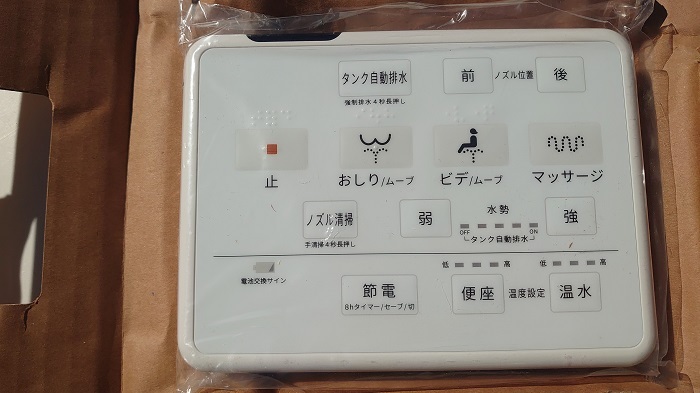 タンク自動排水
強制排水4秒長押し
前 ノズル位置 後
止
おしり/ムーブ
ビデ/ムーブ
マッサージ
ノズル清掃
手清掃4秒長押し
弱
水勢
強
OFF ON
タンク自動排水
電池交換サイン
節電
8hタイマー/セーブ/切
低 高
便座
温度設定
低 高
温水